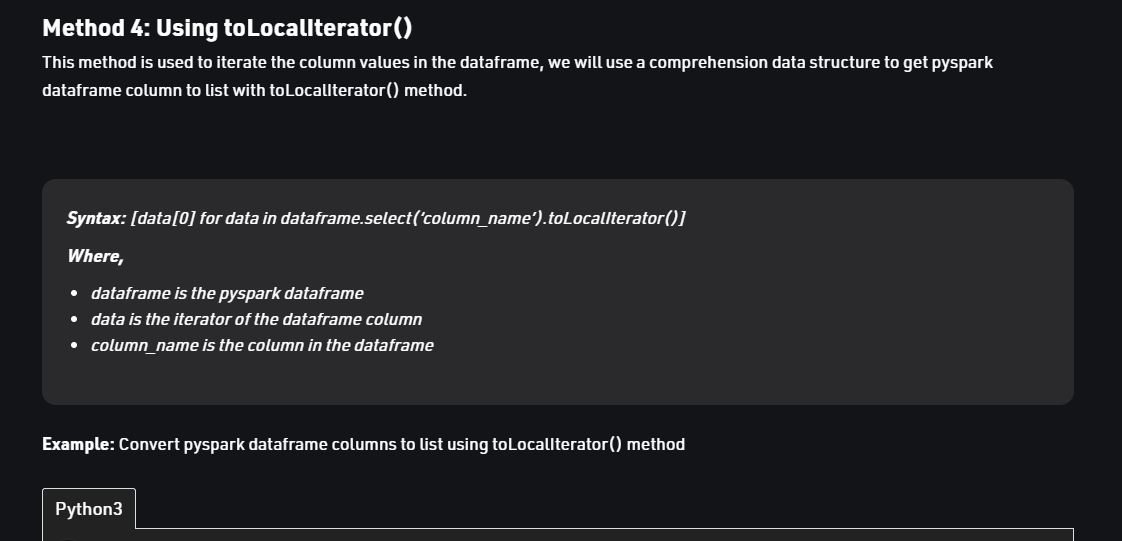 Method 4: Using toLocalIterator()
This method is used to iterate the column values in the dataframe, we will use a comprehension data structure to get pyspark
dataframe column to list with toLocalIterator() method.
Syntax: [data[0] for data in dataframe.select(‘column_name’).toLocalIterator()]
Where,
• dataframe is the pyspark dataframe
• data is the iterator of the dataframe column
• column_name is the column in the dataframe
Example: Convert pyspark dataframe columns to list using toLocalIterator() method
Python3